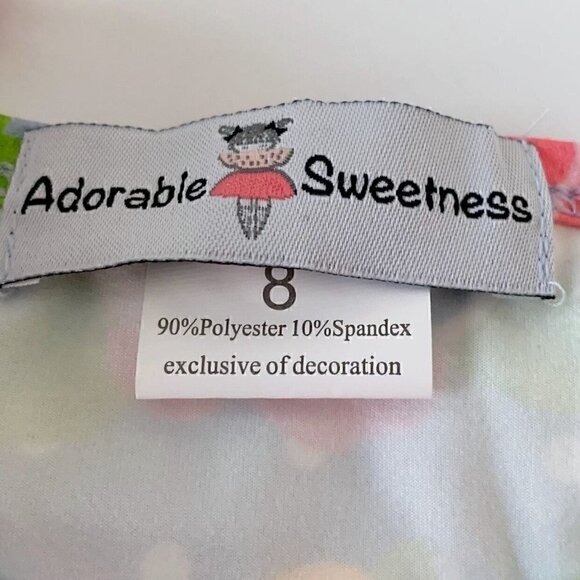 Adorable Sweetness
8
90%Polyester 10%Spandex
exclusive of decoration